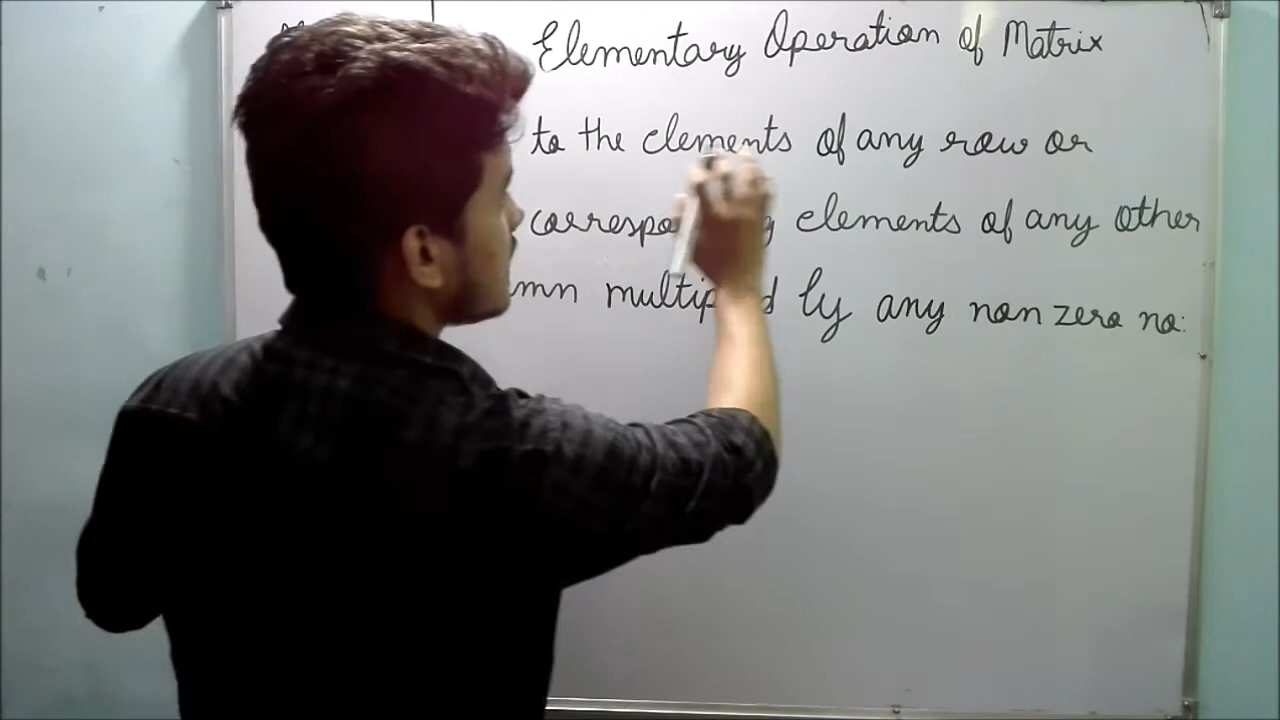 Elementary Operation of Matrix
to the elements of any row or
elements of any other
by any non zero no: